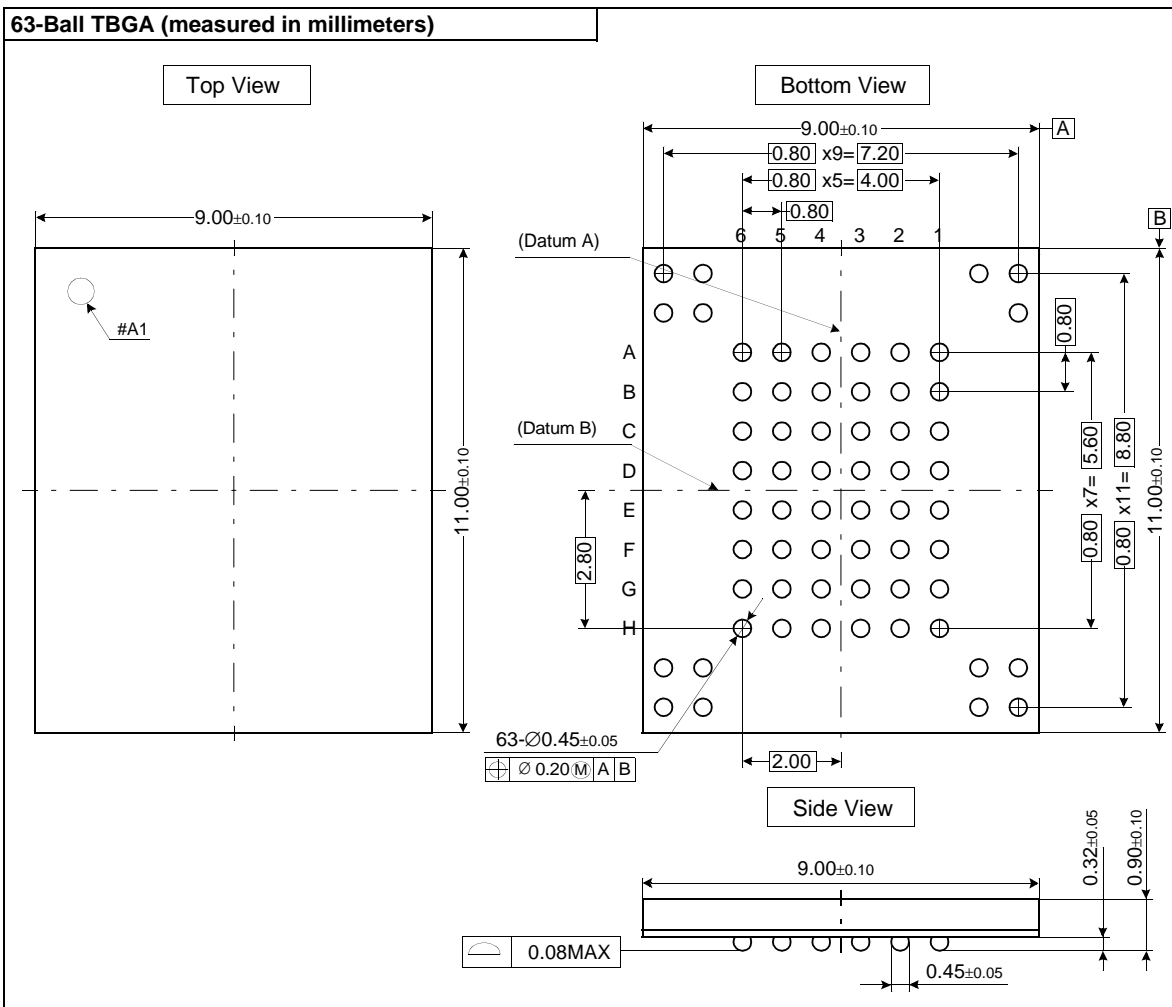 63-Ball TBGA (measured in millimeters)
Top View
Bottom View
9.00±0.10
A
0.80 x9= 7.20
0.80 x5= 4.00
9.00±0.10
0.80
B
6 5 4 3 2 1
(Datum A)
#A1
0.80
A
B
(Datum B)
C
D
E
F
G
H
11.00±0.10
2.80
0.80 x7= 5.60
0.80 x11= 8.80
11.00±0.10
63-∅0.45±0.05
⌖ ∅ 0.20 Ⓜ A B
2.00
Side View
9.00±0.10
0.32±0.05
0.90±0.10
0.08MAX
0.45±0.05